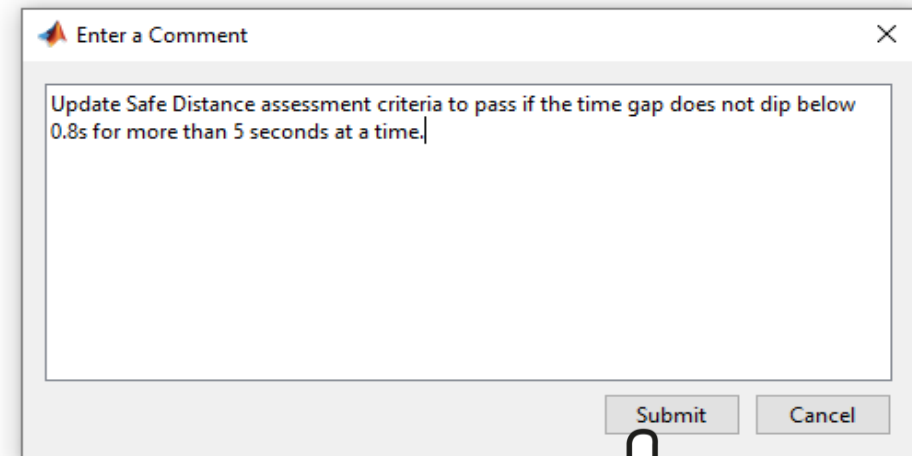 Enter a Comment
Update Safe Distance assessment criteria to pass if the time gap does not dip below
0.8s for more than 5 seconds at a time.
Submit Cancel